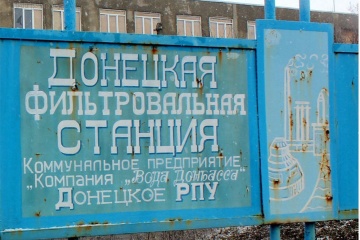 ДОНЕЦКАЯ
ФИЛЬТРОВАЛЬНАЯ
СТАНЦИЯ
КОММУНАЛЬНОЕ ПРЕДПРИЯТИЕ
„КОМПАНИЯ „ВОДА ДОНБАССА"
ДОНЕЦКОЕ РПУ